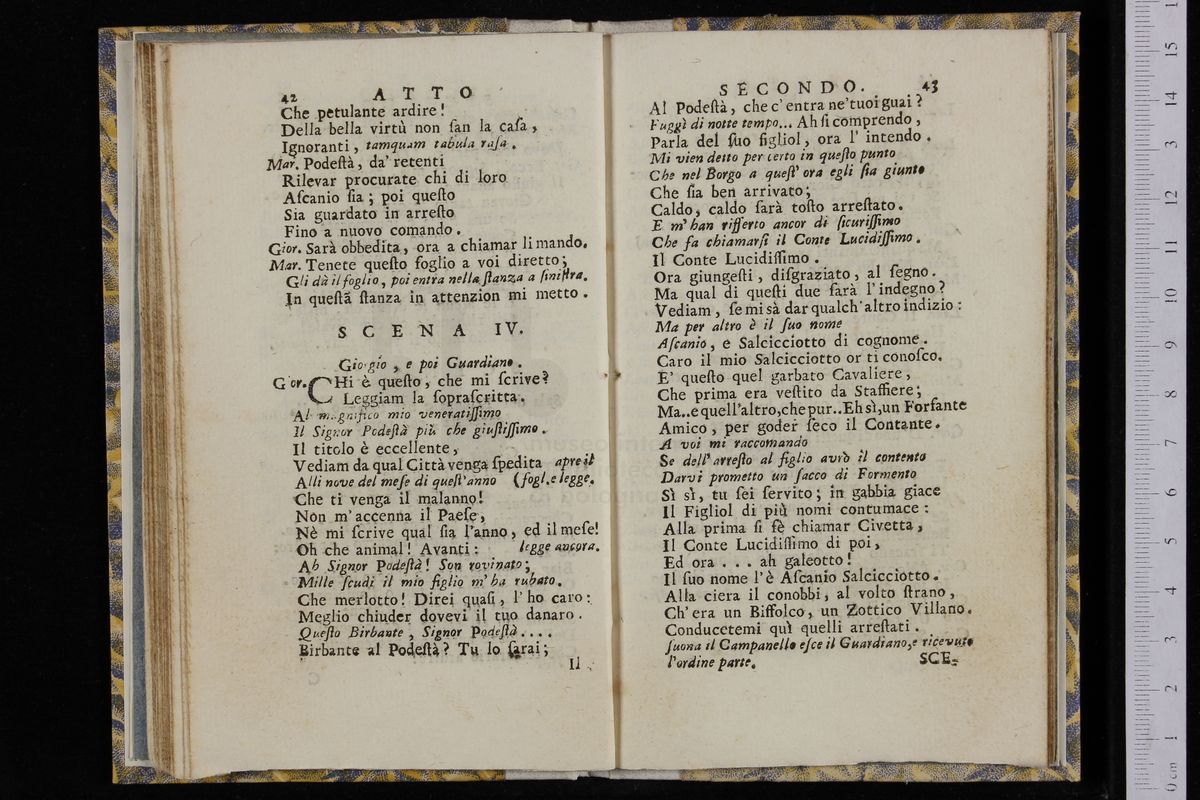 42 ATTO
Che petulante ardire!
Della bella virtù non ſan la caſa,
Ignoranti, tamquam tabula raſa.
Mar. Podeſtà, da' retenti
Rilevar procurate chi di loro
Aſcanio ſia; poi queſto
Sia guardato in arreſto
Fino a nuovo comando.
Gior. Sarà obbedita, ora a chiamar li mando.
Mar. Tenete queſto foglio a voi diretto;
Gli dà il foglio, poi entra nella ſtanza a ſiniſtra.
In queſtã ſtanza in attenzion mi metto.
SCENA IV.
Giorgio, e poi Guardiano.
Gior. CHi è queſto, che mi ſcrive?
Leggiam la ſopraſcritta.
Al magnifico mio veneratiſſimo
Il Signor Podeſtà più che giuſtiſſimo.
Il titolo è eccellente,
Vediam da qual Città venga ſpedita apre il
Alli nove del meſe di queſt'anno (fogl. e legge.
Che ti venga il malanno!
Non m'accenna il Paeſe,
Nè mi ſcrive qual ſia l'anno, ed il meſe!
Oh che animal! Avanti: legge ancora.
Ah Signor Podeſtà! Son rovinato;
Mille ſcudi il mio figlio m'ha rubato.
Che merlotto! Direi quaſi, l'ho caro:
Meglio chiuder dovevi il tuo danaro.
Queſto Birbante, Signor Podeſtà....
Birbante al Podeſtà? Tu lo ſarai;
Il
SECONDO. 43
Al Podeſtà, che c'entra ne'tuoi guai?
Fuggì di notte tempo... Ah ſi comprendo,
Parla del ſuo figliol, ora l'intendo.
Mi vien detto per certo in queſto punto
Che nel Borgo a queſt'ora egli ſia giunto
Che ſia ben arrivato;
Caldo, caldo ſarà toſto arreſtato.
E m'han rifferto ancor di ſicuriſſimo
Che fa chiamarſi il Conte Lucidiſſimo.
Il Conte Lucidiſſimo.
Ora giungeſti, diſgraziato, al ſegno.
Ma qual di queſti due ſarà l'indegno?
Vediam, ſe mi sà dar qualch'altro indizio:
Ma per altro è il ſuo nome
Aſcanio, e Salcicciotto di cognome.
Caro il mio Salcicciotto or ti conoſco.
E' queſto quel garbato Cavaliere,
Che prima era veſtito da Staffiere;
Ma..e quell'altro, che pur..Eh sì, un Forfante
Amico, per goder ſeco il Contante.
A voi mi raccomando
Se dell'arreſto al figlio avrò il contento
Darvi prometto un ſacco di Formento
Sì sì, tu ſei ſervito; in gabbia giace
Il Figliol di più nomi contumace:
Alla prima ſi fè chiamar Civetta,
Il Conte Lucidiſſimo di poi,
Ed ora... ah galeotto!
Il ſuo nome l'è Aſcanio Salcicciotto.
Alla ciera il conobbi, al volto ſtrano,
Ch'era un Biffolco, un Zottico Villano.
Conducetemi quì quelli arreſtati.
ſuona il Campanello eſce il Guardiano, e ricevuto
l'ordine parte. SCE-